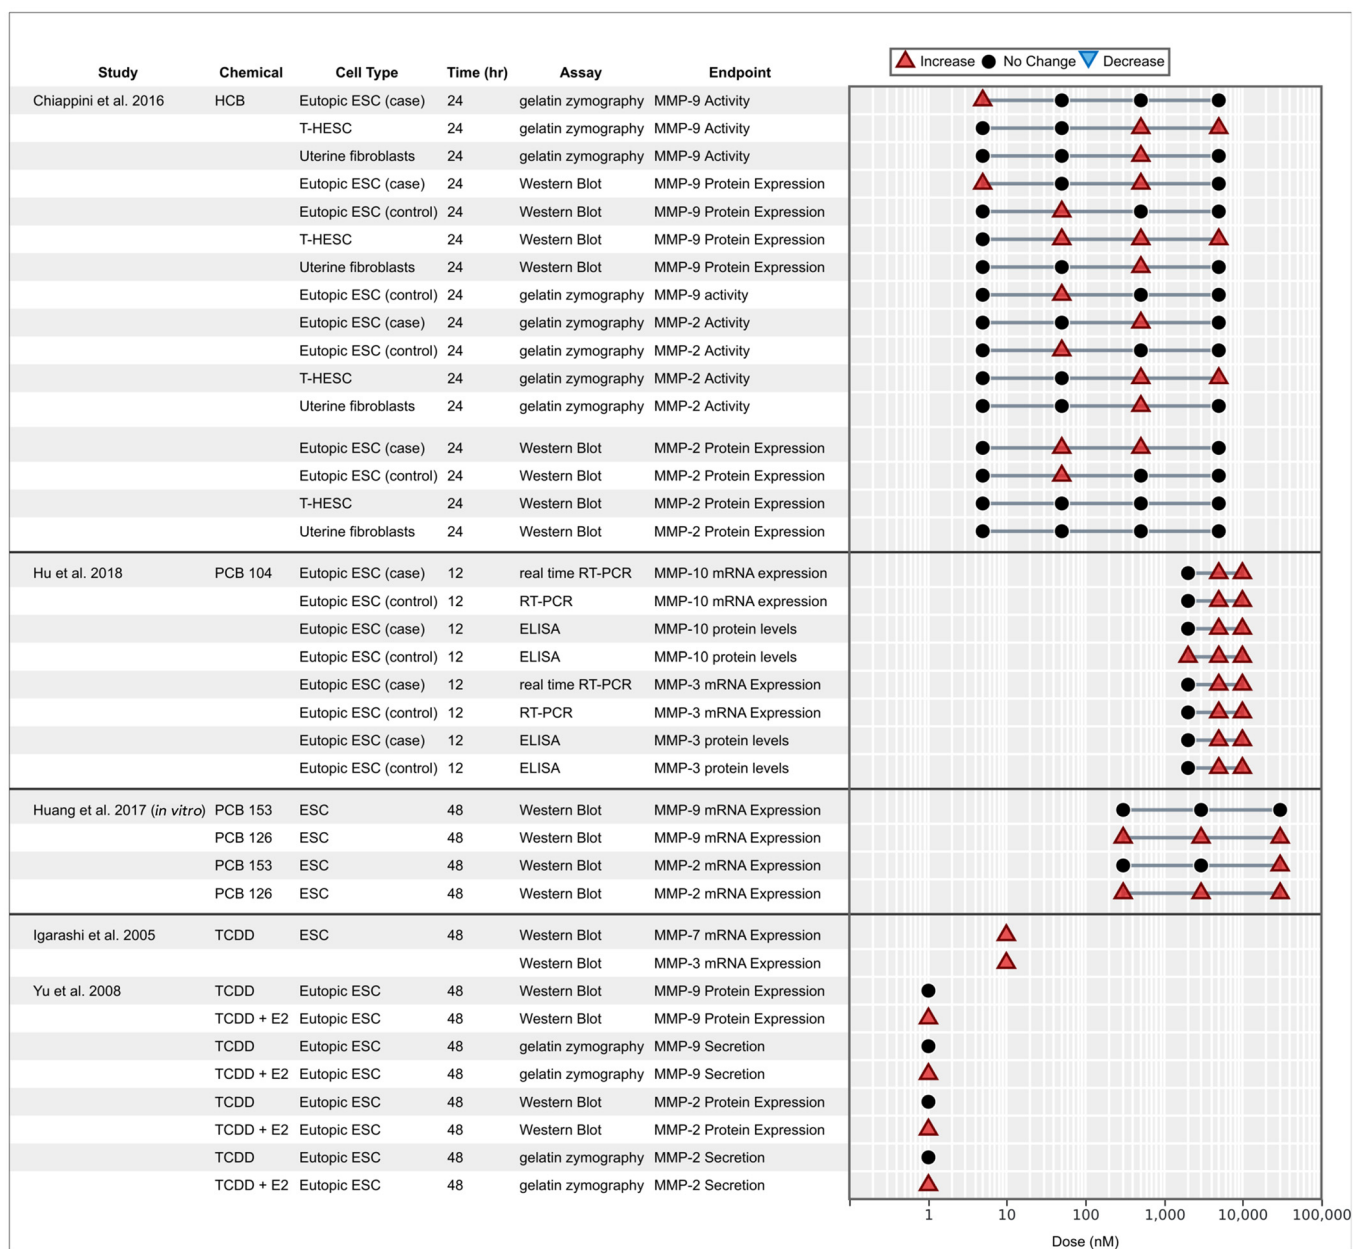 Increase No Change Decrease
Study Chemical Cell Type Time (hr) Assay Endpoint
Chiappini et al. 2016 HCB Eutopic ESC (case) 24 gelatin zymography MMP-9 Activity
T-HESC 24 gelatin zymography MMP-9 Activity
Uterine fibroblasts 24 gelatin zymography MMP-9 Activity
Eutopic ESC (case) 24 Western Blot MMP-9 Protein Expression
Eutopic ESC (control) 24 Western Blot MMP-9 Protein Expression
T-HESC 24 Western Blot MMP-9 Protein Expression
Uterine fibroblasts 24 Western Blot MMP-9 Protein Expression
Eutopic ESC (control) 24 gelatin zymography MMP-9 activity
Eutopic ESC (case) 24 gelatin zymography MMP-2 Activity
Eutopic ESC (control) 24 gelatin zymography MMP-2 Activity
T-HESC 24 gelatin zymography MMP-2 Activity
Uterine fibroblasts 24 gelatin zymography MMP-2 Activity
Eutopic ESC (case) 24 Western Blot MMP-2 Protein Expression
Eutopic ESC (control) 24 Western Blot MMP-2 Protein Expression
T-HESC 24 Western Blot MMP-2 Protein Expression
Uterine fibroblasts 24 Western Blot MMP-2 Protein Expression
Hu et al. 2018 PCB 104 Eutopic ESC (case) 12 real time RT-PCR MMP-10 mRNA expression
Eutopic ESC (control) 12 RT-PCR MMP-10 mRNA expression
Eutopic ESC (case) 12 ELISA MMP-10 protein levels
Eutopic ESC (control) 12 ELISA MMP-10 protein levels
Eutopic ESC (case) 12 real time RT-PCR MMP-3 mRNA Expression
Eutopic ESC (control) 12 RT-PCR MMP-3 mRNA Expression
Eutopic ESC (case) 12 ELISA MMP-3 protein levels
Eutopic ESC (control) 12 ELISA MMP-3 protein levels
Huang et al. 2017 (in vitro) PCB 153 ESC 48 Western Blot MMP-9 mRNA Expression
PCB 126 ESC 48 Western Blot MMP-9 mRNA Expression
PCB 153 ESC 48 Western Blot MMP-2 mRNA Expression
PCB 126 ESC 48 Western Blot MMP-2 mRNA Expression
Igarashi et al. 2005 TCDD ESC 48 Western Blot MMP-7 mRNA Expression
Western Blot MMP-3 mRNA Expression
Yu et al. 2008 TCDD Eutopic ESC 48 Western Blot MMP-9 Protein Expression
TCDD + E2 Eutopic ESC 48 Western Blot MMP-9 Protein Expression
TCDD Eutopic ESC 48 gelatin zymography MMP-9 Secretion
TCDD + E2 Eutopic ESC 48 gelatin zymography MMP-9 Secretion
TCDD Eutopic ESC 48 Western Blot MMP-2 Protein Expression
TCDD + E2 Eutopic ESC 48 Western Blot MMP-2 Protein Expression
TCDD Eutopic ESC 48 gelatin zymography MMP-2 Secretion
TCDD + E2 Eutopic ESC 48 gelatin zymography MMP-2 Secretion
1 10 100 1,000 10,000 100,000
Dose (nM)